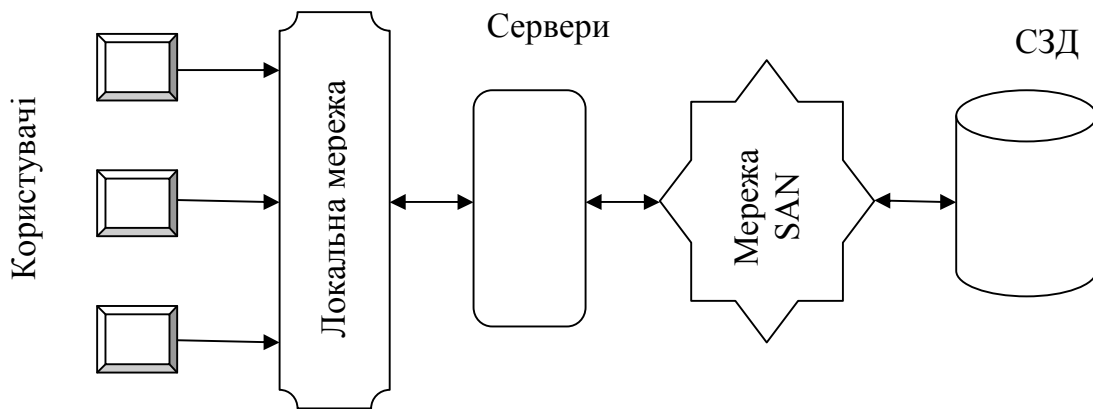 Користувачі
Локальна мережа
Сервери
Мережа
SAN
СЗД